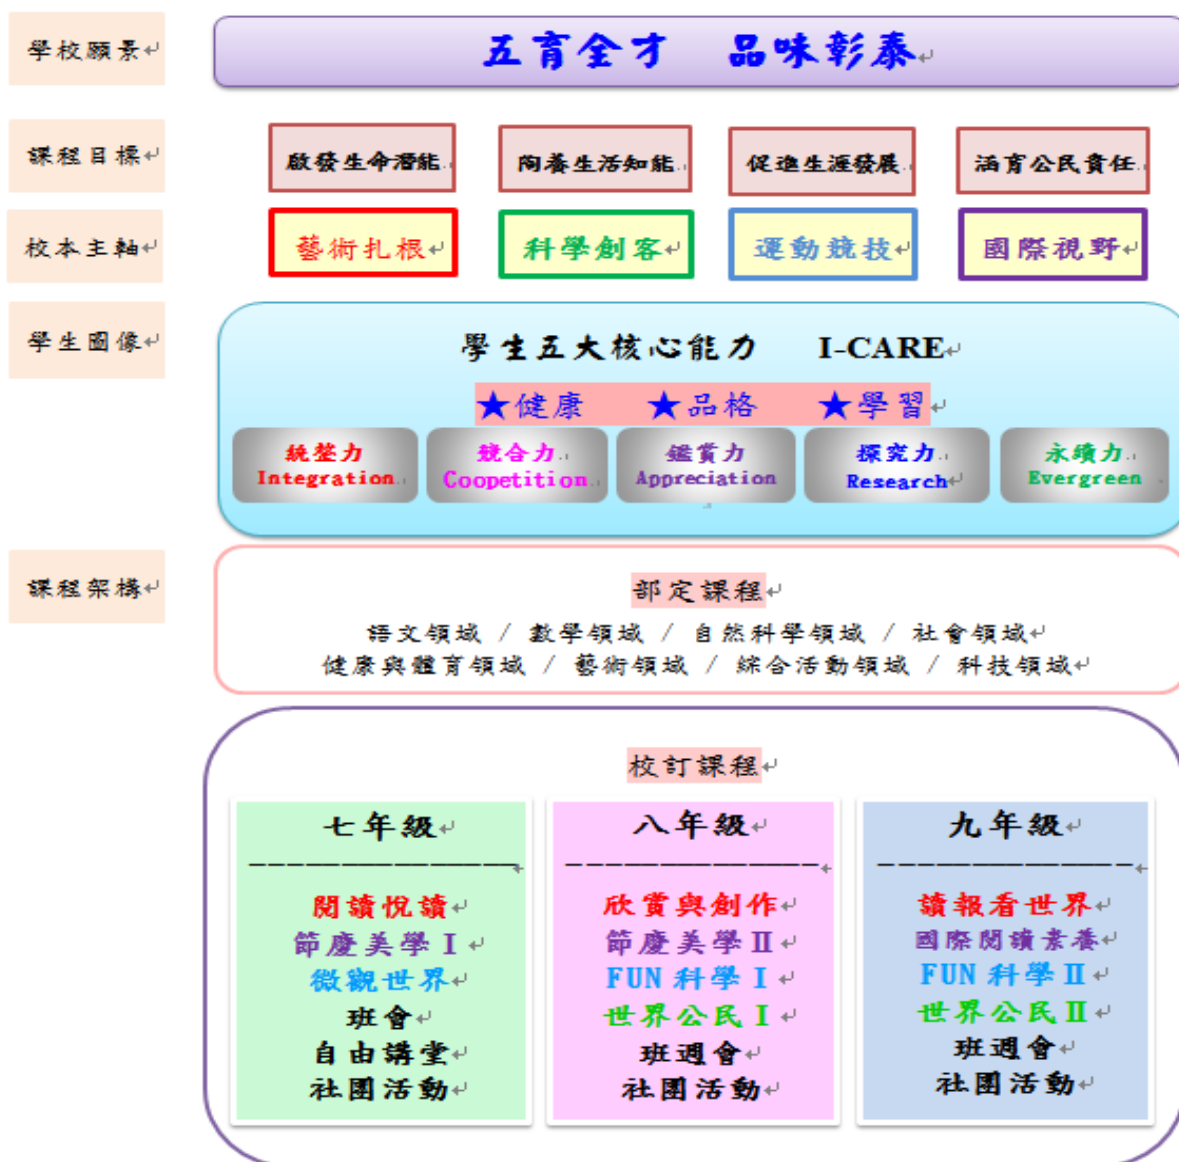 學校願景
五育全才 品味彰泰
課程目標
啟發生命潛能
陶養生活知能
促進生涯發展
涵育公民責任
校本主軸
藝術扎根
科學創客
運動競技
國際視野
學生圖像
學生五大核心能力 I-CARE
★健康 ★品格 ★學習
統整力
Integration
競合力
Coopetition
鑑賞力
Appreciation
探究力
Research
永續力
Evergreen
課程架構
部定課程
語文領域 / 數學領域 / 自然科學領域 / 社會領域
健康與體育領域 / 藝術領域 / 綜合活動領域 / 科技領域
校訂課程
七年級
閱讀悅讀
節慶美學Ⅰ
微觀世界
班會
自由講堂
社團活動
八年級
欣賞與創作
節慶美學Ⅱ
FUN 科學Ⅰ
世界公民Ⅰ
班週會
社團活動
九年級
讀報看世界
國際閱讀素養
FUN 科學Ⅱ
世界公民Ⅱ
班週會
社團活動